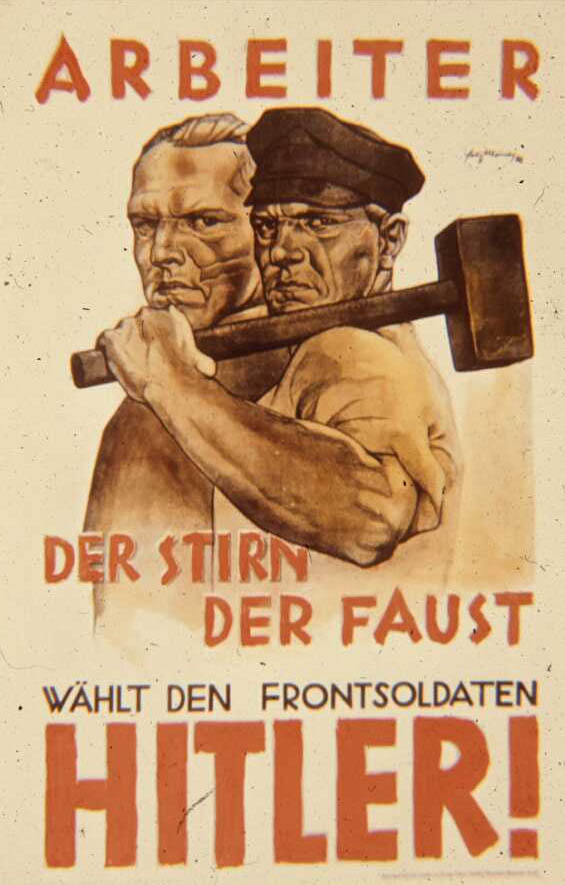 ARBEITER
DER STIRN
DER FAUST
WÄHLT DEN FRONTSOLDATEN
HITLER!